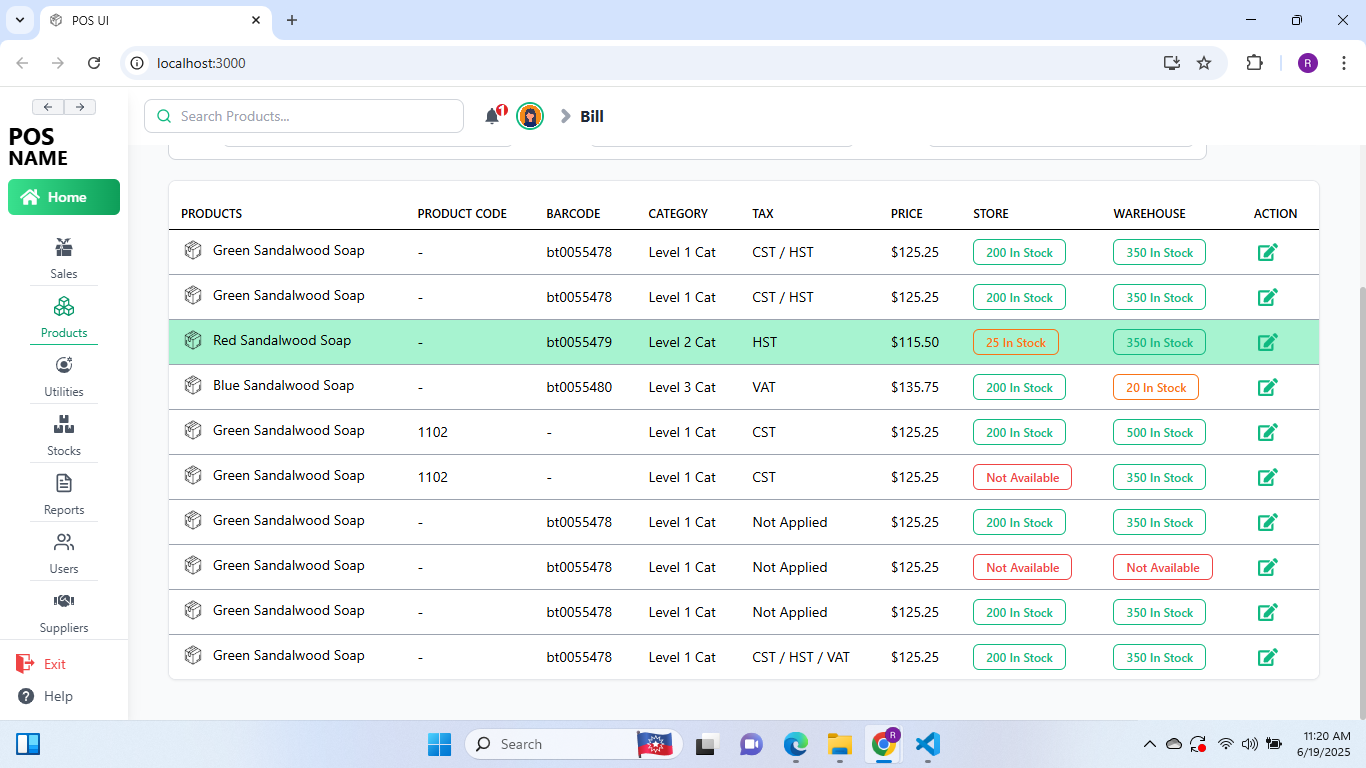 POS UI
localhost:3000
R
POS
NAME
Search Products...
1
Bill
Home
Sales
Products
Utilities
Stocks
Reports
Users
Suppliers
Exit
Help
PRODUCTS PRODUCT CODE BARCODE CATEGORY TAX PRICE STORE WAREHOUSE ACTION
Green Sandalwood Soap - bt0055478 Level 1 Cat CST / HST $125.25 200 In Stock 350 In Stock
Green Sandalwood Soap - bt0055478 Level 1 Cat CST / HST $125.25 200 In Stock 350 In Stock
Red Sandalwood Soap - bt0055479 Level 2 Cat HST $115.50 25 In Stock 350 In Stock
Blue Sandalwood Soap - bt0055480 Level 3 Cat VAT $135.75 200 In Stock 20 In Stock
Green Sandalwood Soap 1102 - Level 1 Cat CST $125.25 200 In Stock 500 In Stock
Green Sandalwood Soap 1102 - Level 1 Cat CST $125.25 Not Available 350 In Stock
Green Sandalwood Soap - bt0055478 Level 1 Cat Not Applied $125.25 200 In Stock 350 In Stock
Green Sandalwood Soap - bt0055478 Level 1 Cat Not Applied $125.25 Not Available Not Available
Green Sandalwood Soap - bt0055478 Level 1 Cat Not Applied $125.25 200 In Stock 350 In Stock
Green Sandalwood Soap - bt0055478 Level 1 Cat CST / HST / VAT $125.25 200 In Stock 350 In Stock
Search
R
11:20 AM
6/19/2025